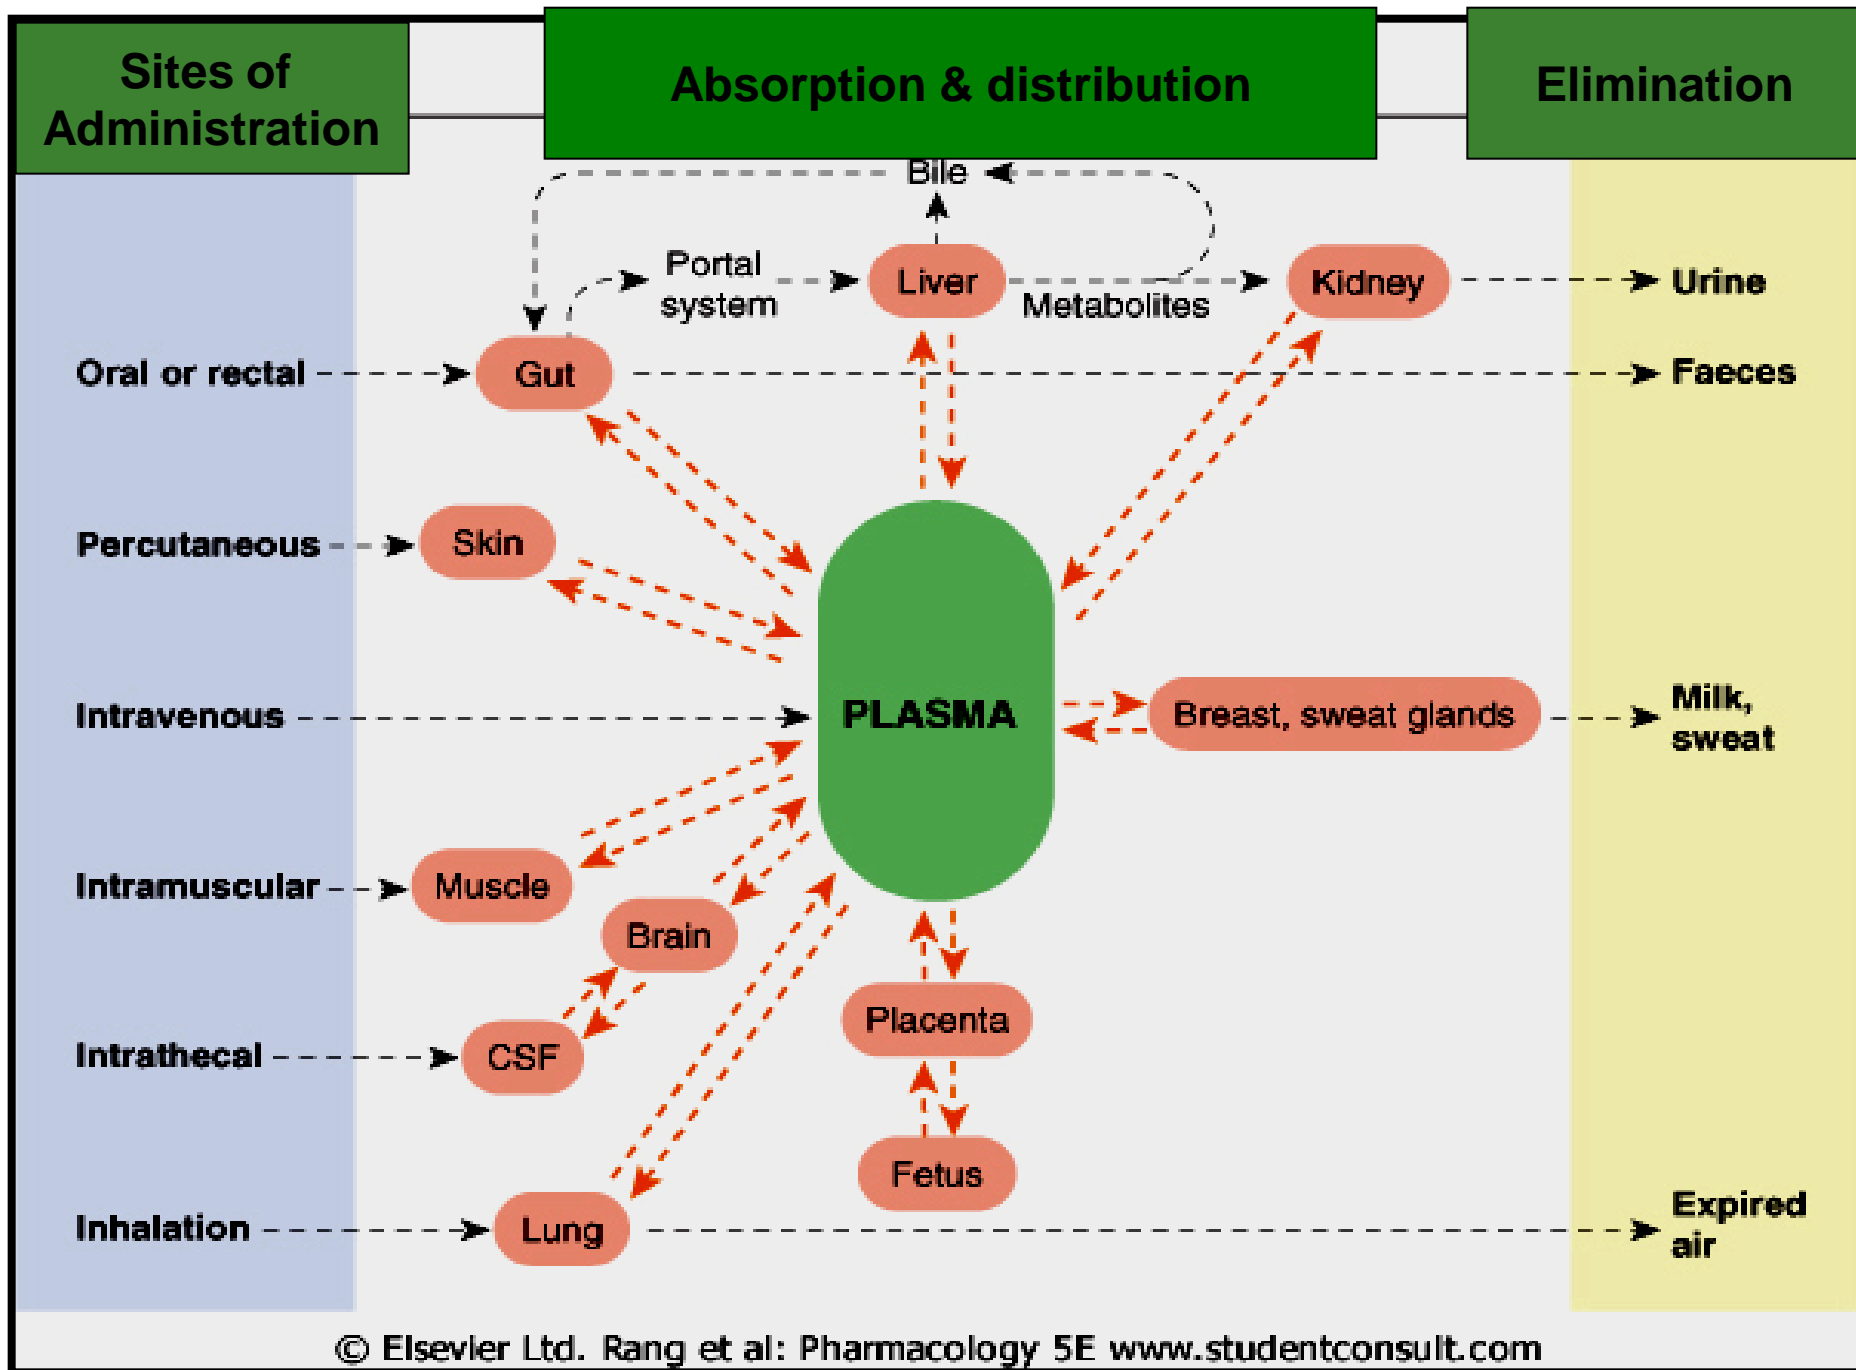 Sites of
Administration
Absorption & distribution
Elimination
Bile
Portal
system
Liver
Metabolites
Kidney
Urine
Oral or rectal
Gut
Faeces
Percutaneous
Skin
Intravenous
PLASMA
Breast, sweat glands
Milk,
sweat
Intramuscular
Muscle
Brain
Placenta
Intrathecal
CSF
Fetus
Inhalation
Lung
Expired
air
© Elsevier Ltd. Rang et al: Pharmacology 5E www.studentconsult.com